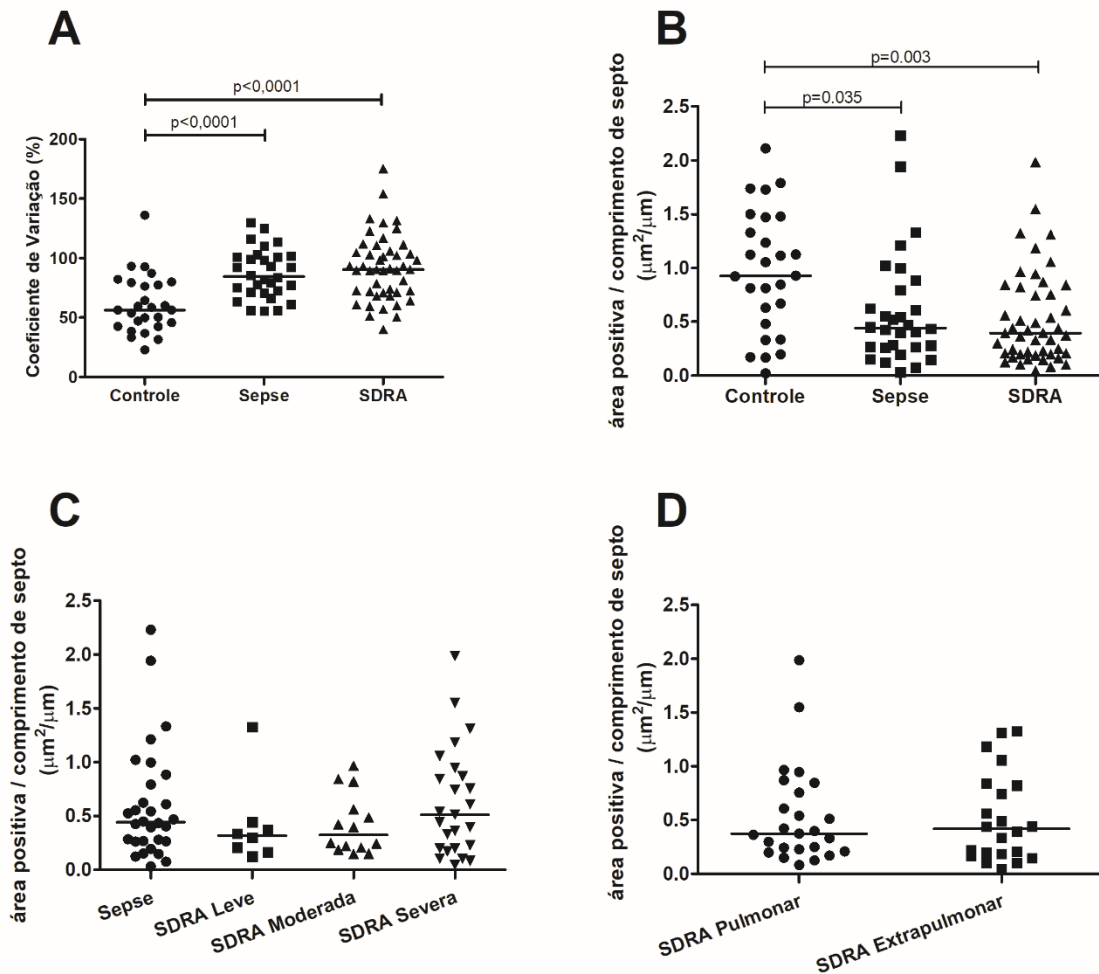 A
p<0,0001
p<0,0001
Coeficiente de Variação (%)
200
150
100
50
0
Controle Sepse SDRA
B
p=0.003
p=0.035
área positiva / comprimento de septo
(µm²/µm)
2.5
2.0
1.5
1.0
0.5
0.0
Controle Sepse SDRA
C
área positiva / comprimento de septo
(µm²/µm)
2.5
2.0
1.5
1.0
0.5
0.0
Sepse
SDRA Leve
SDRA Moderada
SDRA Severa
D
área positiva / comprimento de septo
(µm²/µm)
2.5
2.0
1.5
1.0
0.5
0.0
SDRA Pulmonar
SDRA Extrapulmonar